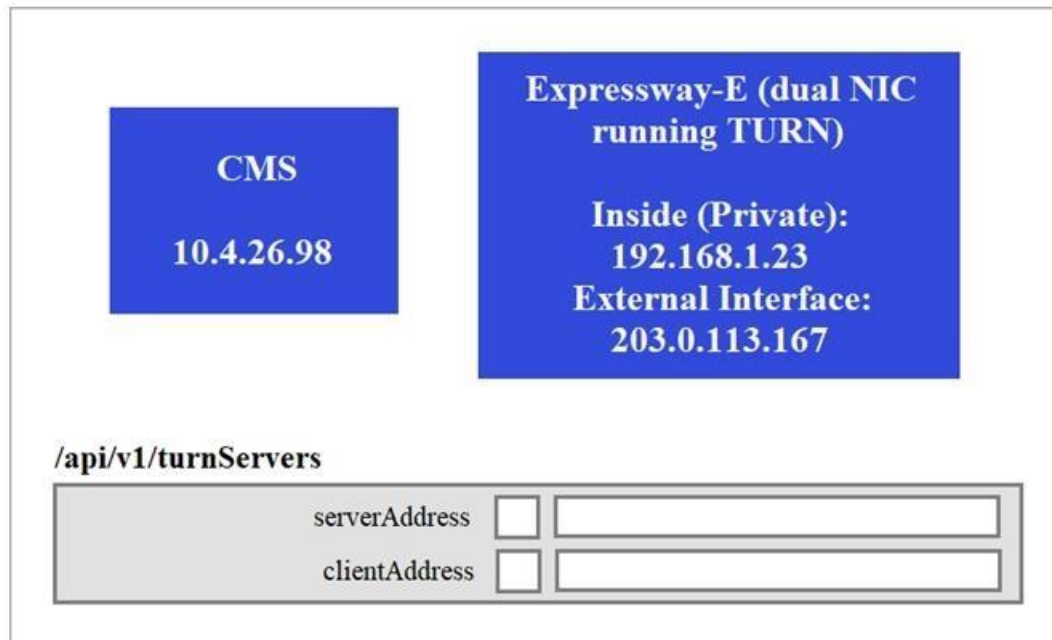 CMS
10.4.26.98
Expressway-E (dual NIC
running TURN)
Inside (Private):
192.168.1.23
External Interface:
203.0.113.167
/api/v1/turnServers
serverAddress
clientAddress